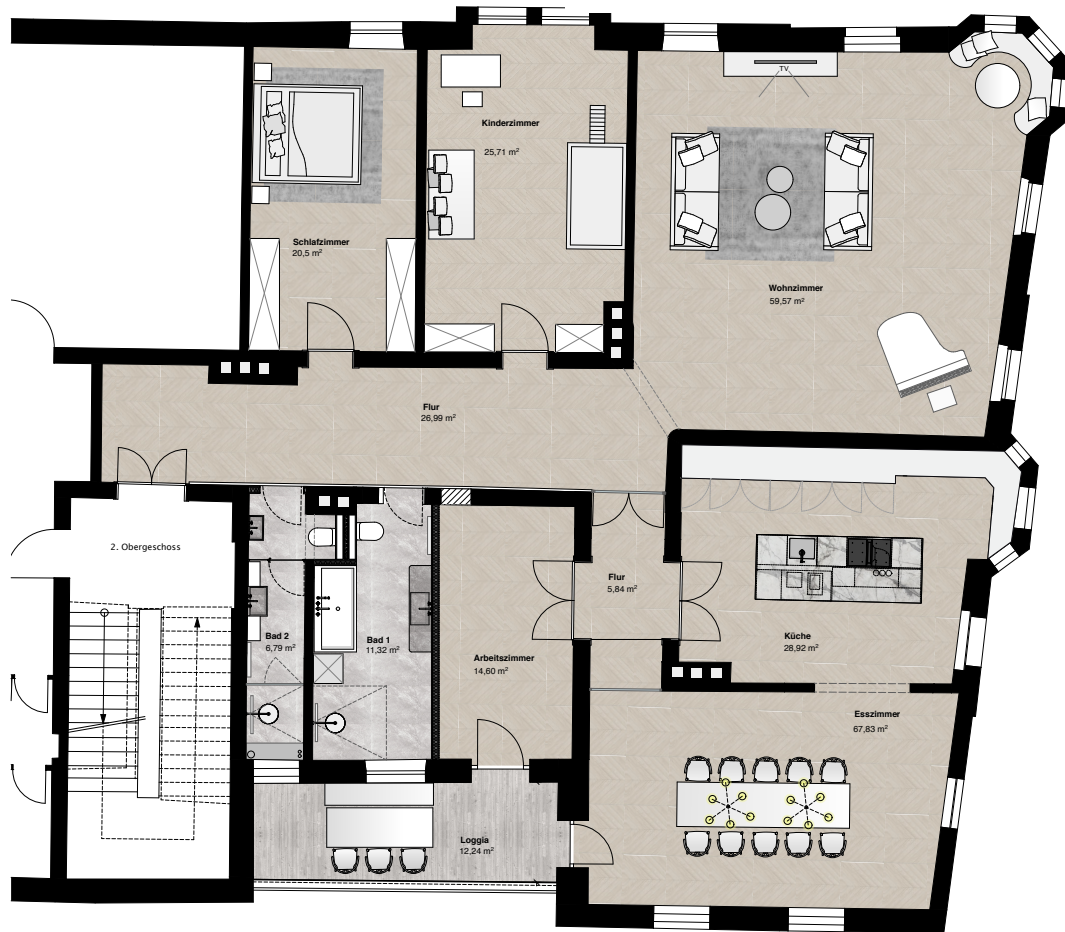 TV
Kinderzimmer
25,71 m²
Schlafzimmer
20,5 m²
Wohnzimmer
59,57 m²
Flur
26,99 m²
2. Obergeschoss
Flur
5,84 m²
Bad 2
6,79 m²
Bad 1
11,32 m²
Küche
28,92 m²
Arbeitszimmer
14,60 m²
Esszimmer
67,83 m²
Loggia
12,24 m²